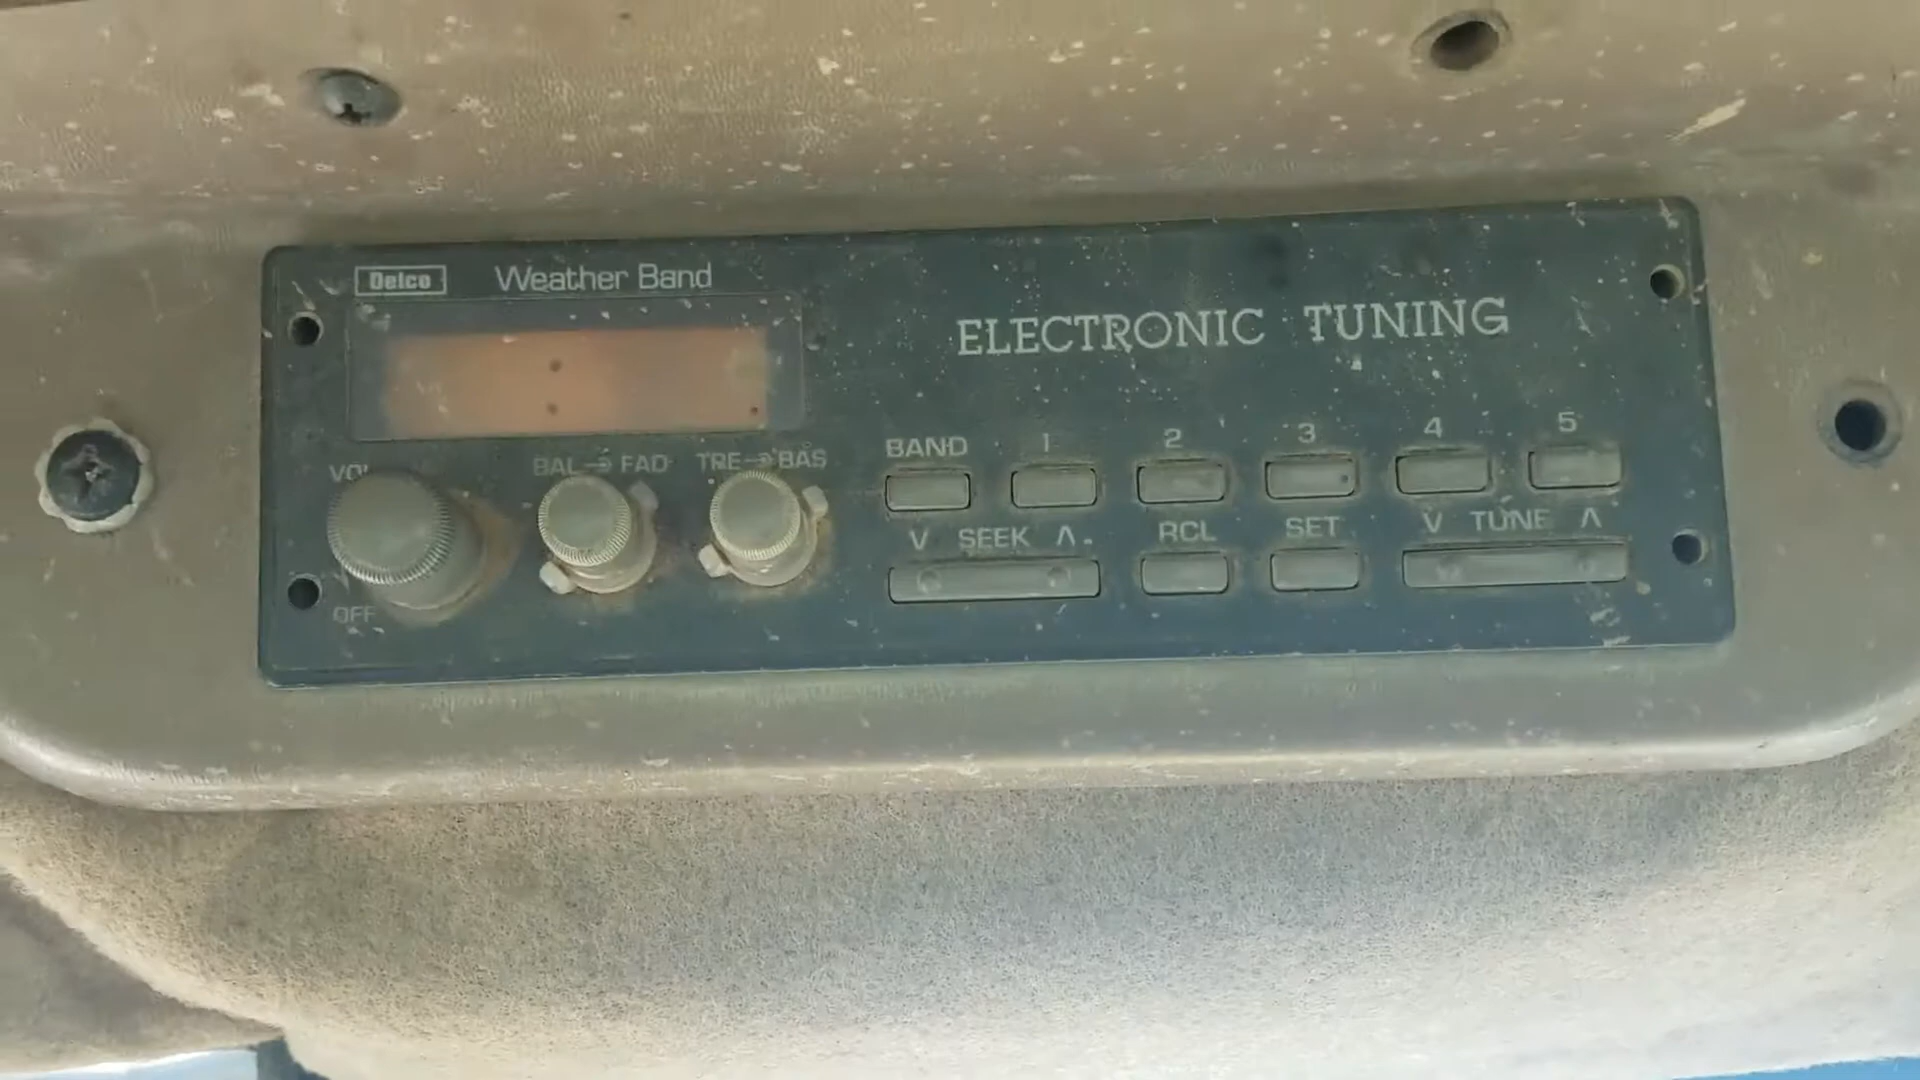 Delco Weather Band
ELECTRONIC TUNING
VOL BAL FAD TRE BAS
BAND 1 2 3 4 5
V SEEK Λ RCL SET V TUNE Λ
OFF